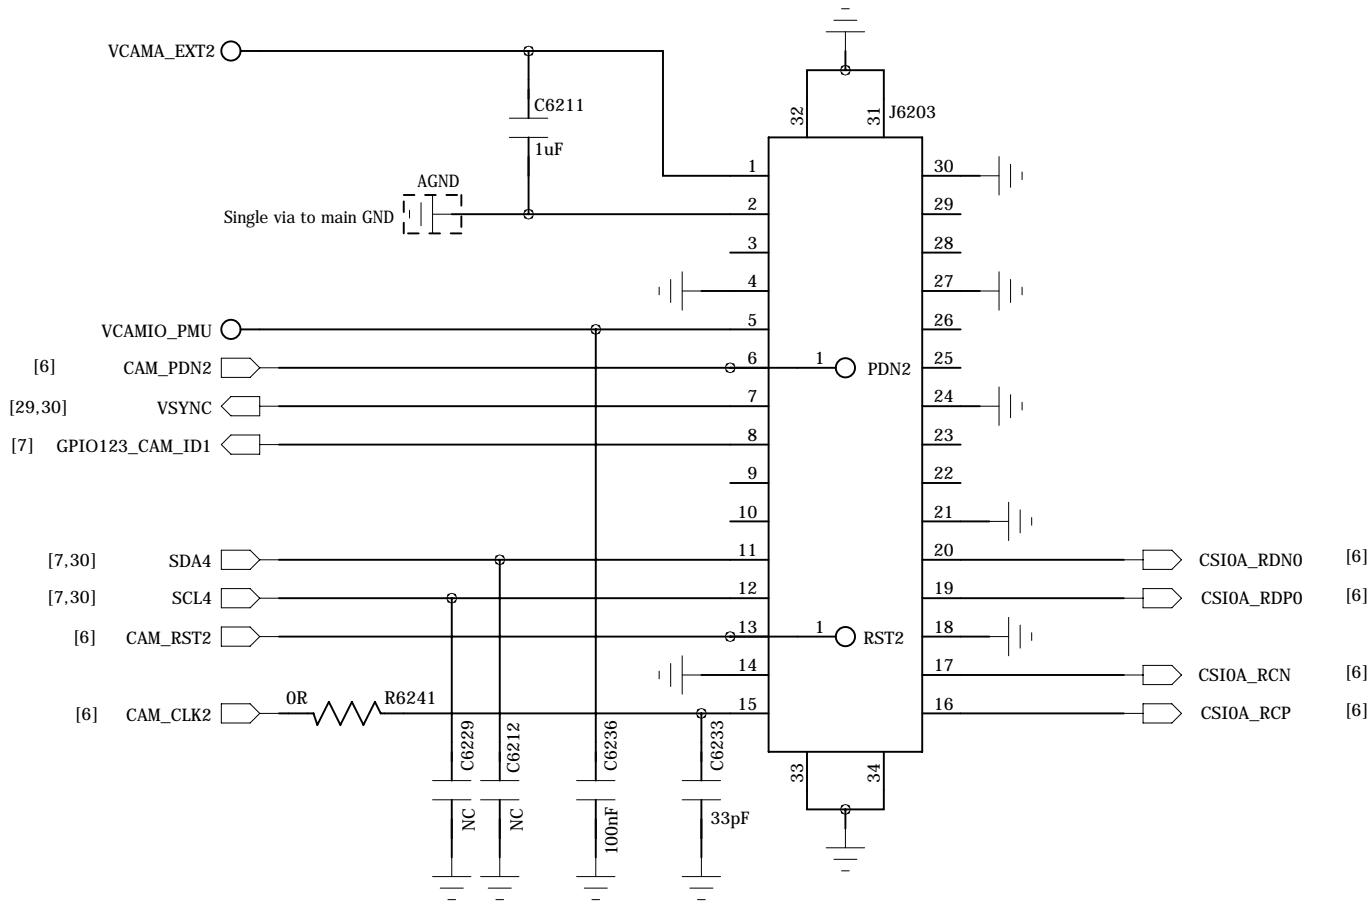 VCAMA_EXT2
C6211
1uF
AGND
Single via to main GND
32
31
J6203
1
30
2
29
3
28
4
27
VCAMIO_PMU
5
26
[6] CAM_PDN2
6
1
PDN2
25
[29,30] VSYNC
7
24
[7] GPIO123_CAM_ID1
8
23
9
22
10
21
[7,30] SDA4
11
20
CSI0A_RDN0 [6]
[7,30] SCL4
12
19
CSI0A_RDP0 [6]
[6] CAM_RST2
13
1
RST2
18
14
17
CSI0A_RCN [6]
[6] CAM_CLK2
0R
R6241
15
16
CSI0A_RCP [6]
C6229
C6212
C6236
C6233
33
34
NC
NC
100nF
33pF